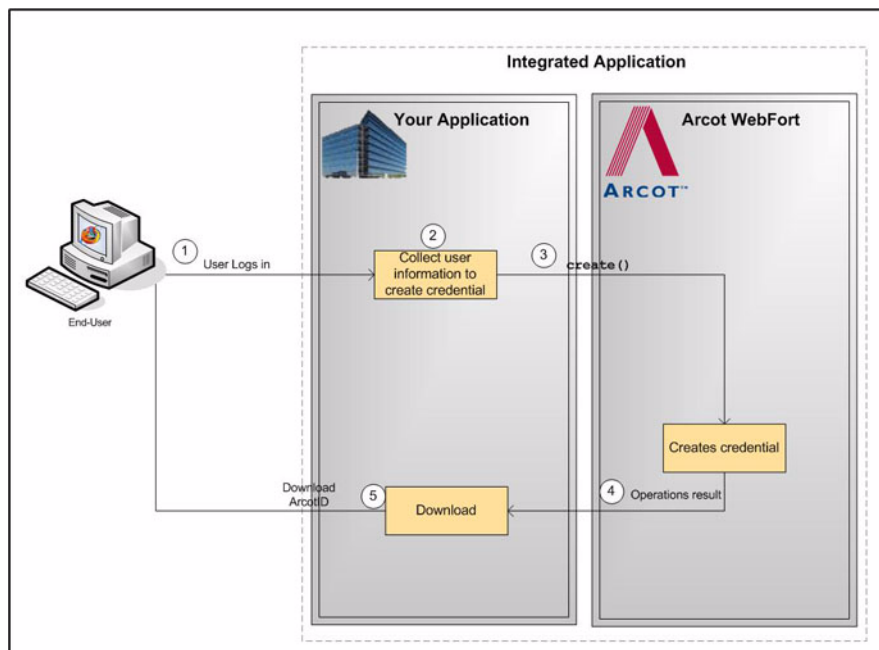 Integrated Application
Your Application
Arcot WebFort
ARCOT™
1
User Logs in
2
Collect user
information to
create credential
3
create()
End-User
Creates credential
4
Operations result
Download
ArcotID
5
Download